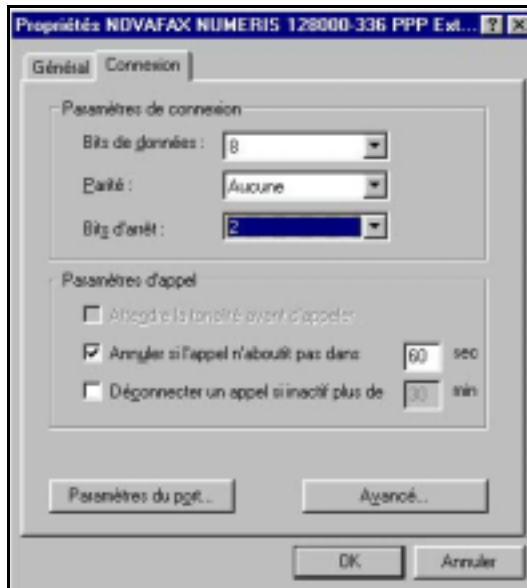 Propriétés NOVAFAX NUMERIS 128000-336 PPP Ext...
Général Connexion
Paramètres de connexion
Bits de données : 8
Parité : Aucune
Bits d'arrêt : 2
Paramètres d'appel
Attendre la tonalité avant d'appeler
Annuler si l'appel n'aboutit pas dans 60 sec
Déconnecter un appel si inactif plus de 30 min
Paramètres du port... Avancé...
OK Annuler